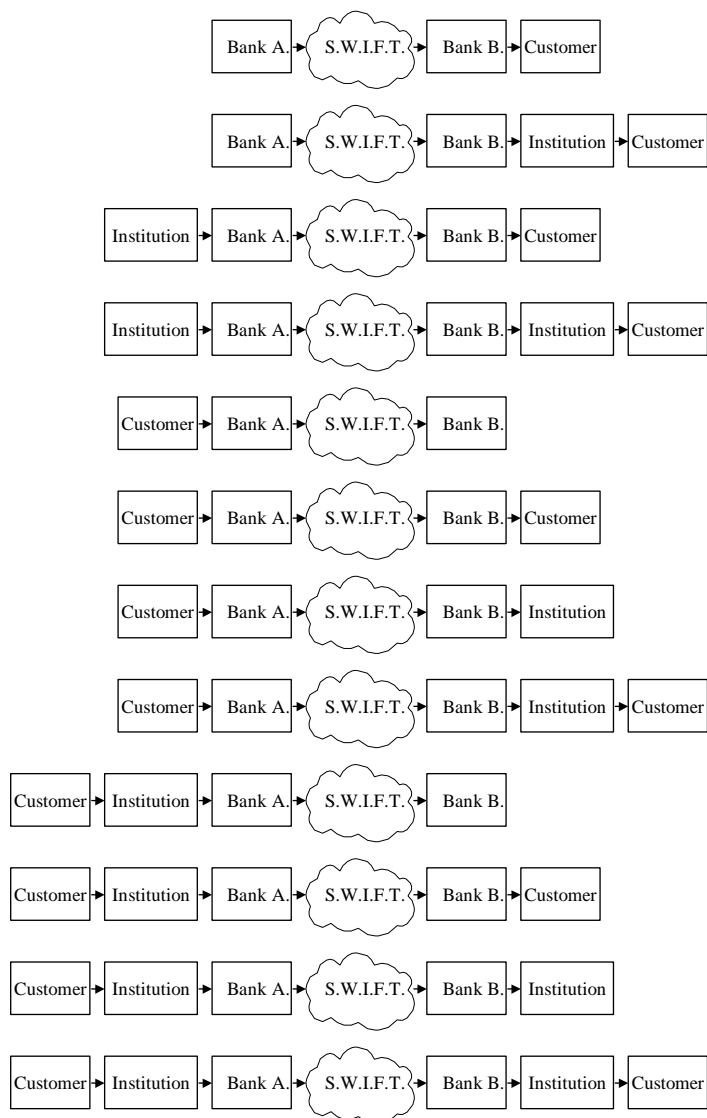 Bank A. S.W.I.F.T. Bank B. Customer
Bank A. S.W.I.F.T. Bank B. Institution Customer
Institution Bank A. S.W.I.F.T. Bank B. Customer
Institution Bank A. S.W.I.F.T. Bank B. Institution Customer
Customer Bank A. S.W.I.F.T. Bank B.
Customer Bank A. S.W.I.F.T. Bank B. Customer
Customer Bank A. S.W.I.F.T. Bank B. Institution
Customer Bank A. S.W.I.F.T. Bank B. Institution Customer
Customer Institution Bank A. S.W.I.F.T. Bank B.
Customer Institution Bank A. S.W.I.F.T. Bank B. Customer
Customer Institution Bank A. S.W.I.F.T. Bank B. Institution
Customer Institution Bank A. S.W.I.F.T. Bank B. Institution Customer